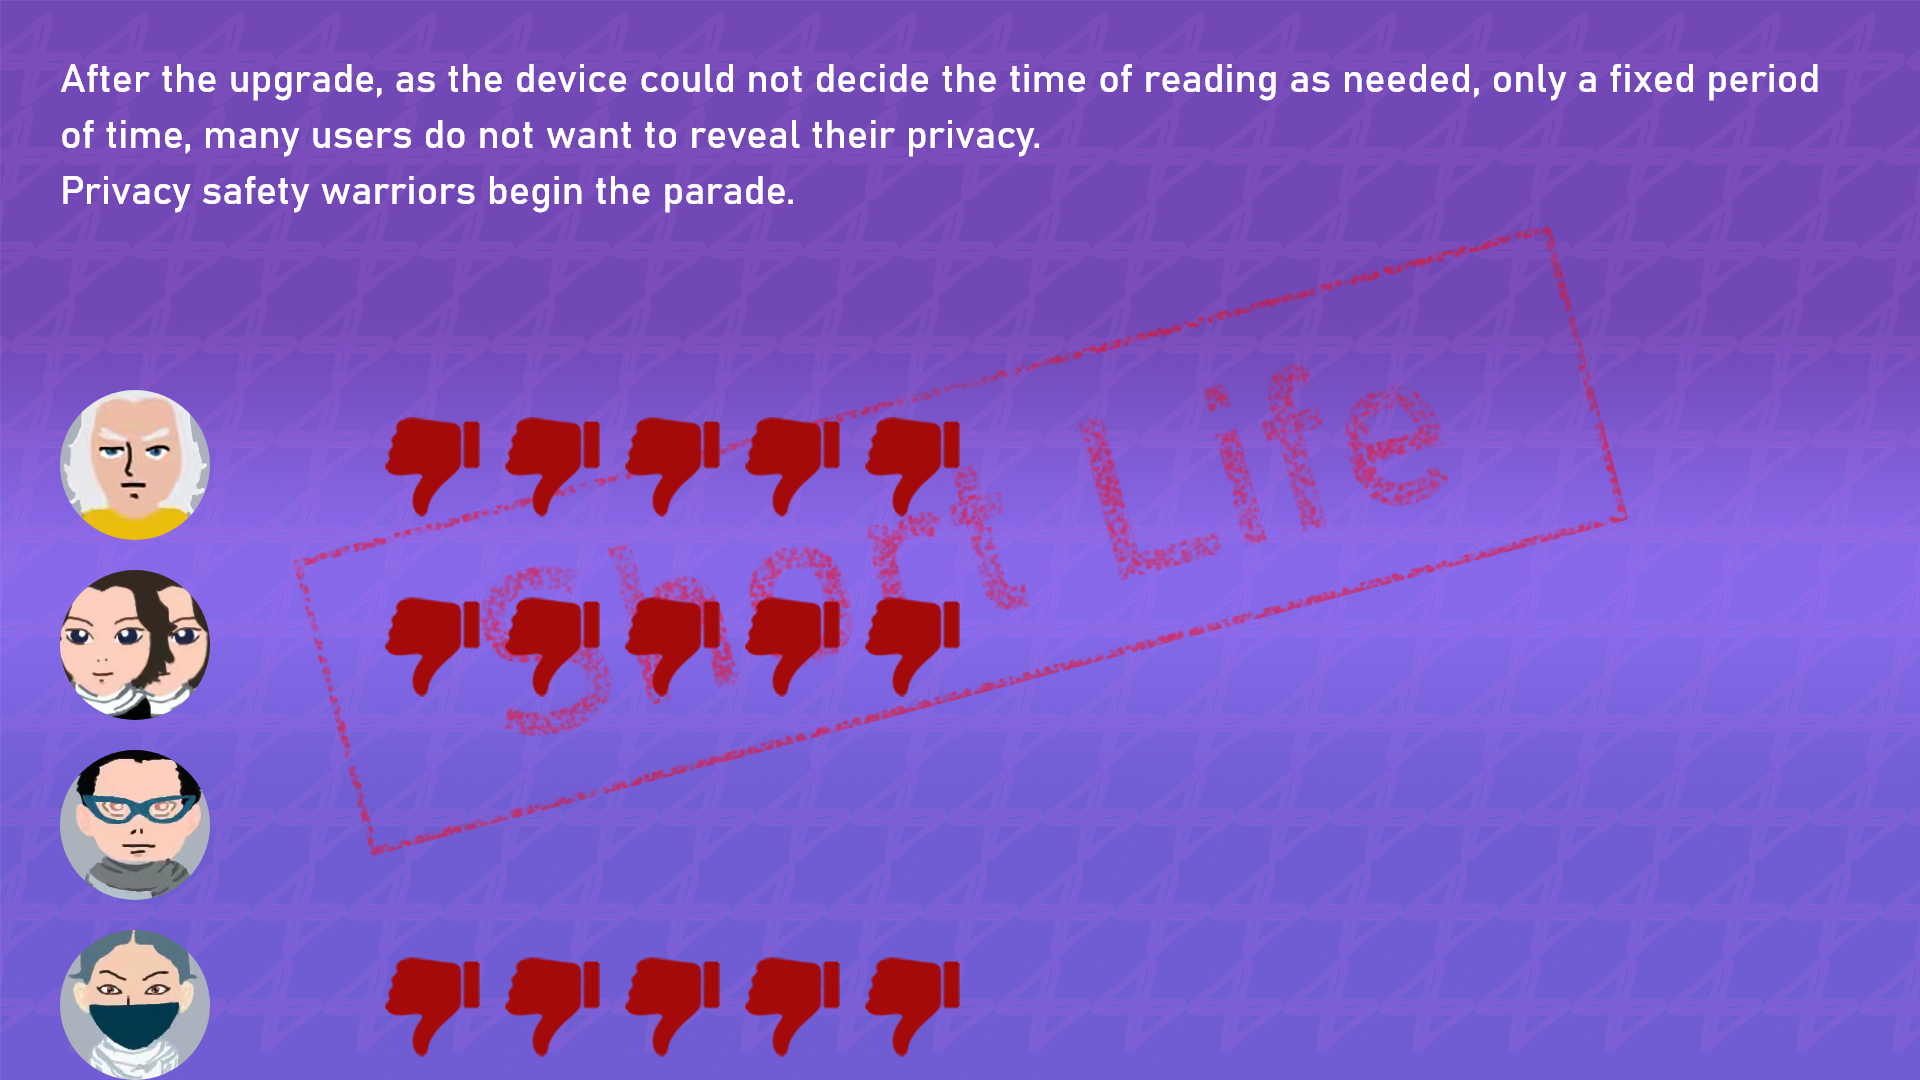 After the upgrade, as the device could not decide the time of reading as needed, only a fixed period
of time, many users do not want to reveal their privacy.
Privacy safety warriors begin the parade.
Short Life